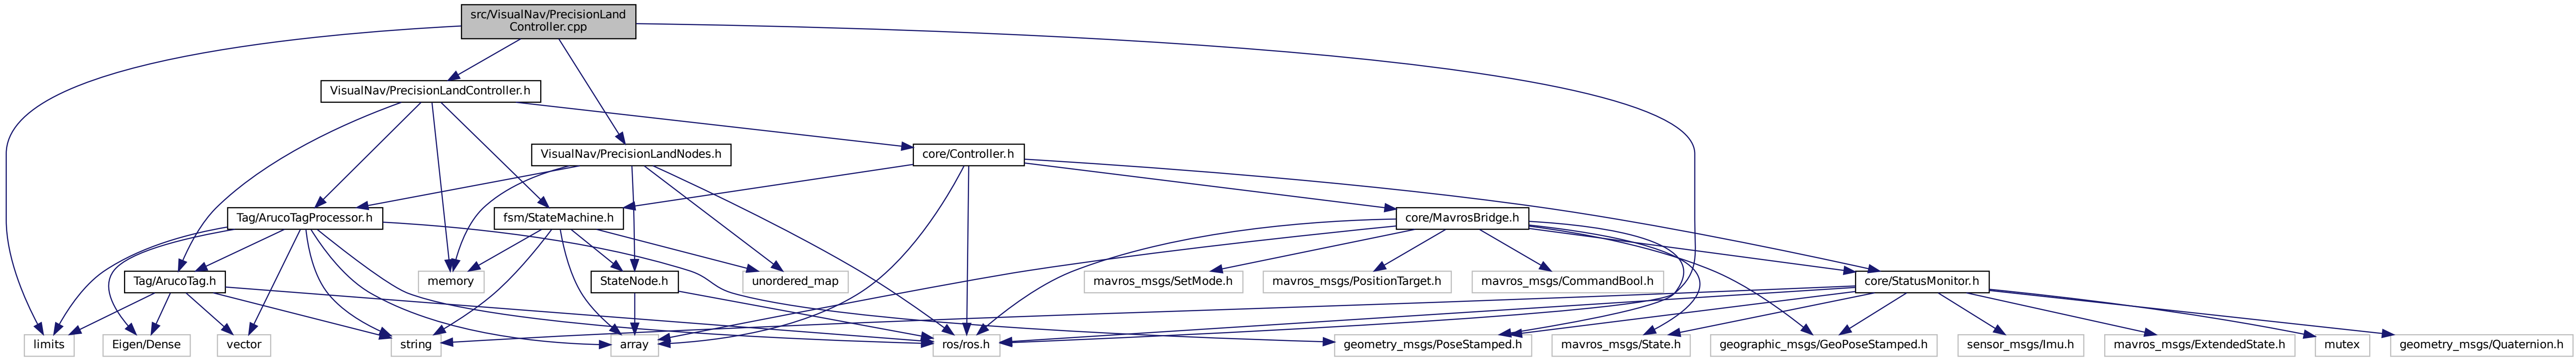 src/VisualNav/PrecisionLand
Controller.cpp
VisualNav/PrecisionLandController.h
VisualNav/PrecisionLandNodes.h
core/Controller.h
Tag/ArucoTagProcessor.h
fsm/StateMachine.h
core/MavrosBridge.h
Tag/ArucoTag.h
memory
StateNode.h
unordered_map
mavros_msgs/SetMode.h
mavros_msgs/PositionTarget.h
mavros_msgs/CommandBool.h
core/StatusMonitor.h
limits
Eigen/Dense
vector
string
array
ros/ros.h
geometry_msgs/PoseStamped.h
mavros_msgs/State.h
geographic_msgs/GeoPoseStamped.h
sensor_msgs/Imu.h
mavros_msgs/ExtendedState.h
mutex
geometry_msgs/Quaternion.h